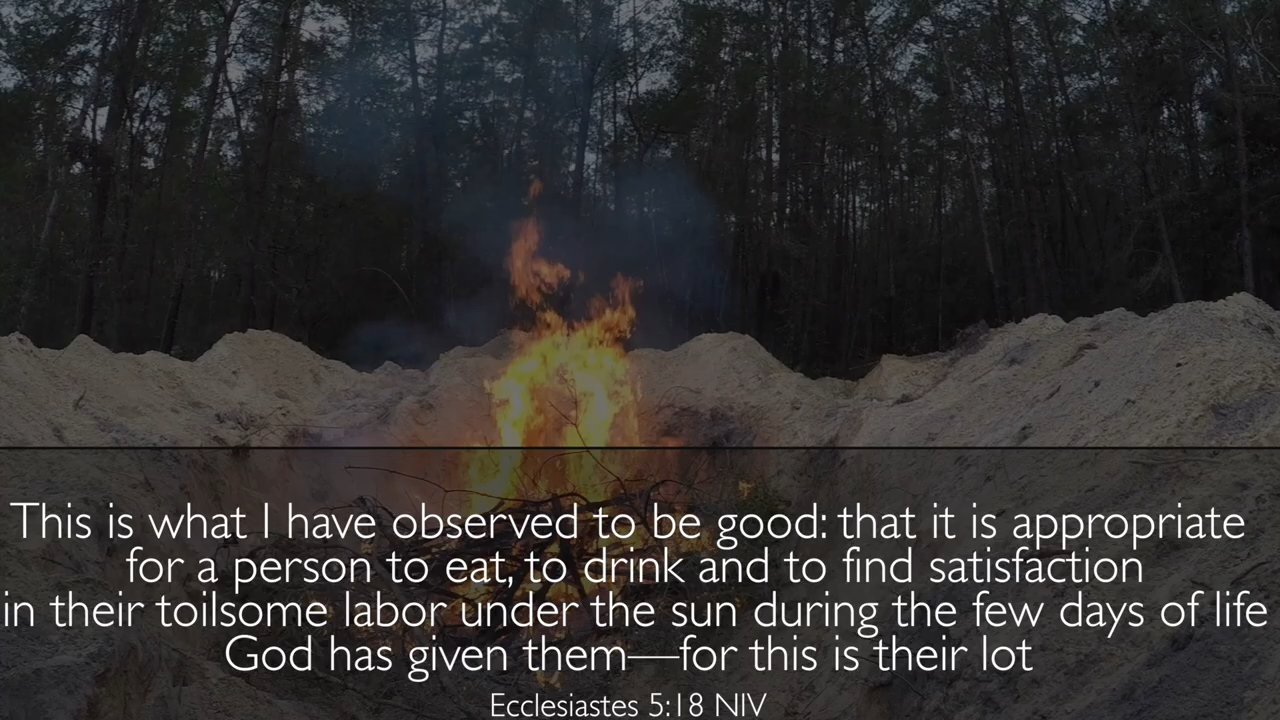 This is what I have observed to be good: that it is appropriate
for a person to eat, to drink and to find satisfaction
in their toilsome labor under the sun during the few days of life
God has given them—for this is their lot
Ecclesiastes 5:18 NIV